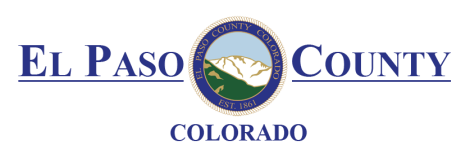 EL PASO COUNTY
EL PASO COUNTY COLORADO
EST. 1861
COLORADO